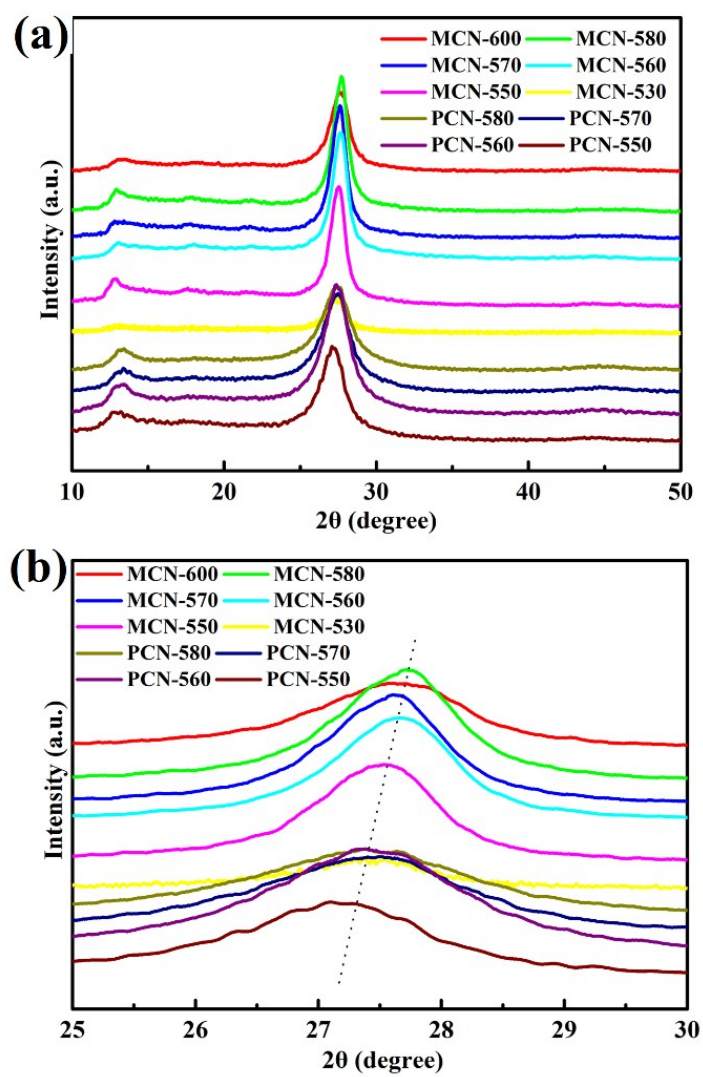 (a)
MCN-600 MCN-580
MCN-570 MCN-560
MCN-550 MCN-530
PCN-580 PCN-570
PCN-560 PCN-550
Intensity (a.u.)
10 20 30 40 50
2θ (degree)
(b)
MCN-600 MCN-580
MCN-570 MCN-560
MCN-550 MCN-530
PCN-580 PCN-570
PCN-560 PCN-550
Intensity (a.u.)
25 26 27 28 29 30
2θ (degree)